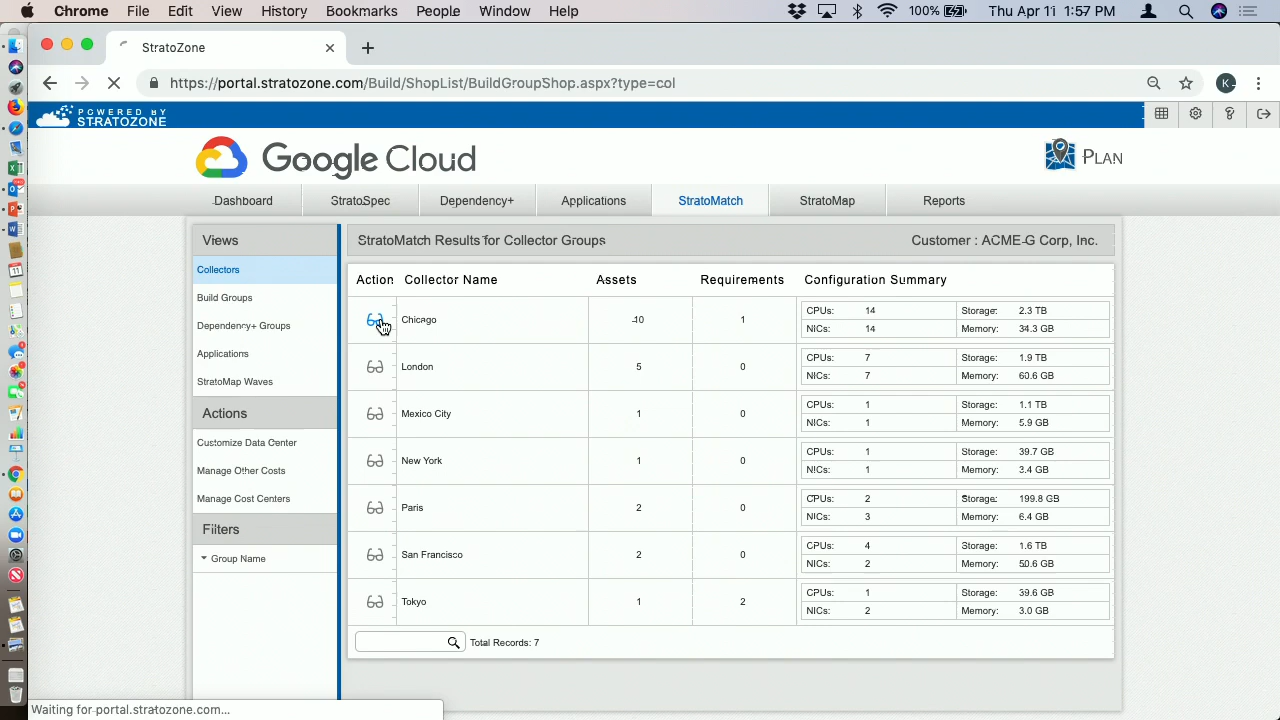 Chrome File Edit View History Bookmarks People Window Help 100% Thu Apr 11 1:57 PM
StratoZone
https://portal.stratozone.com/Build/ShopList/BuildGroupShop.aspx?type=col
K
POWERED BY
STRATOZONE
Google Cloud
PLAN
Dashboard StratoSpec Dependency+ Applications StratoMatch StratoMap Reports
Views
Collectors
Build Groups
Dependency+ Groups
Applications
StratoMap Waves
Actions
Customize Data Center
Manage Other Costs
Manage Cost Centers
Filters
Group Name
StratoMatch Results for Collector Groups Customer : ACME-G Corp, Inc.
Action Collector Name Assets Requirements Configuration Summary
Chicago 10 1 CPUs: 14 Storage: 2.3 TB
NICs: 14 Memory: 34.3 GB
London 5 0 CPUs: 7 Storage: 1.9 TB
NICs: 7 Memory: 60.6 GB
Mexico City 1 0 CPUs: 1 Storage: 1.1 TB
NICs: 1 Memory: 5.9 GB
New York 1 0 CPUs: 1 Storage: 39.7 GB
NICs: 1 Memory: 3.4 GB
Paris 2 0 CPUs: 2 Storage: 199.8 GB
NICs: 3 Memory: 6.4 GB
San Francisco 2 0 CPUs: 4 Storage: 1.6 TB
NICs: 2 Memory: 50.6 GB
Tokyo 1 2 CPUs: 1 Storage: 39.6 GB
NICs: 2 Memory: 3.0 GB
Total Records: 7
Waiting for portal.stratozone.com...